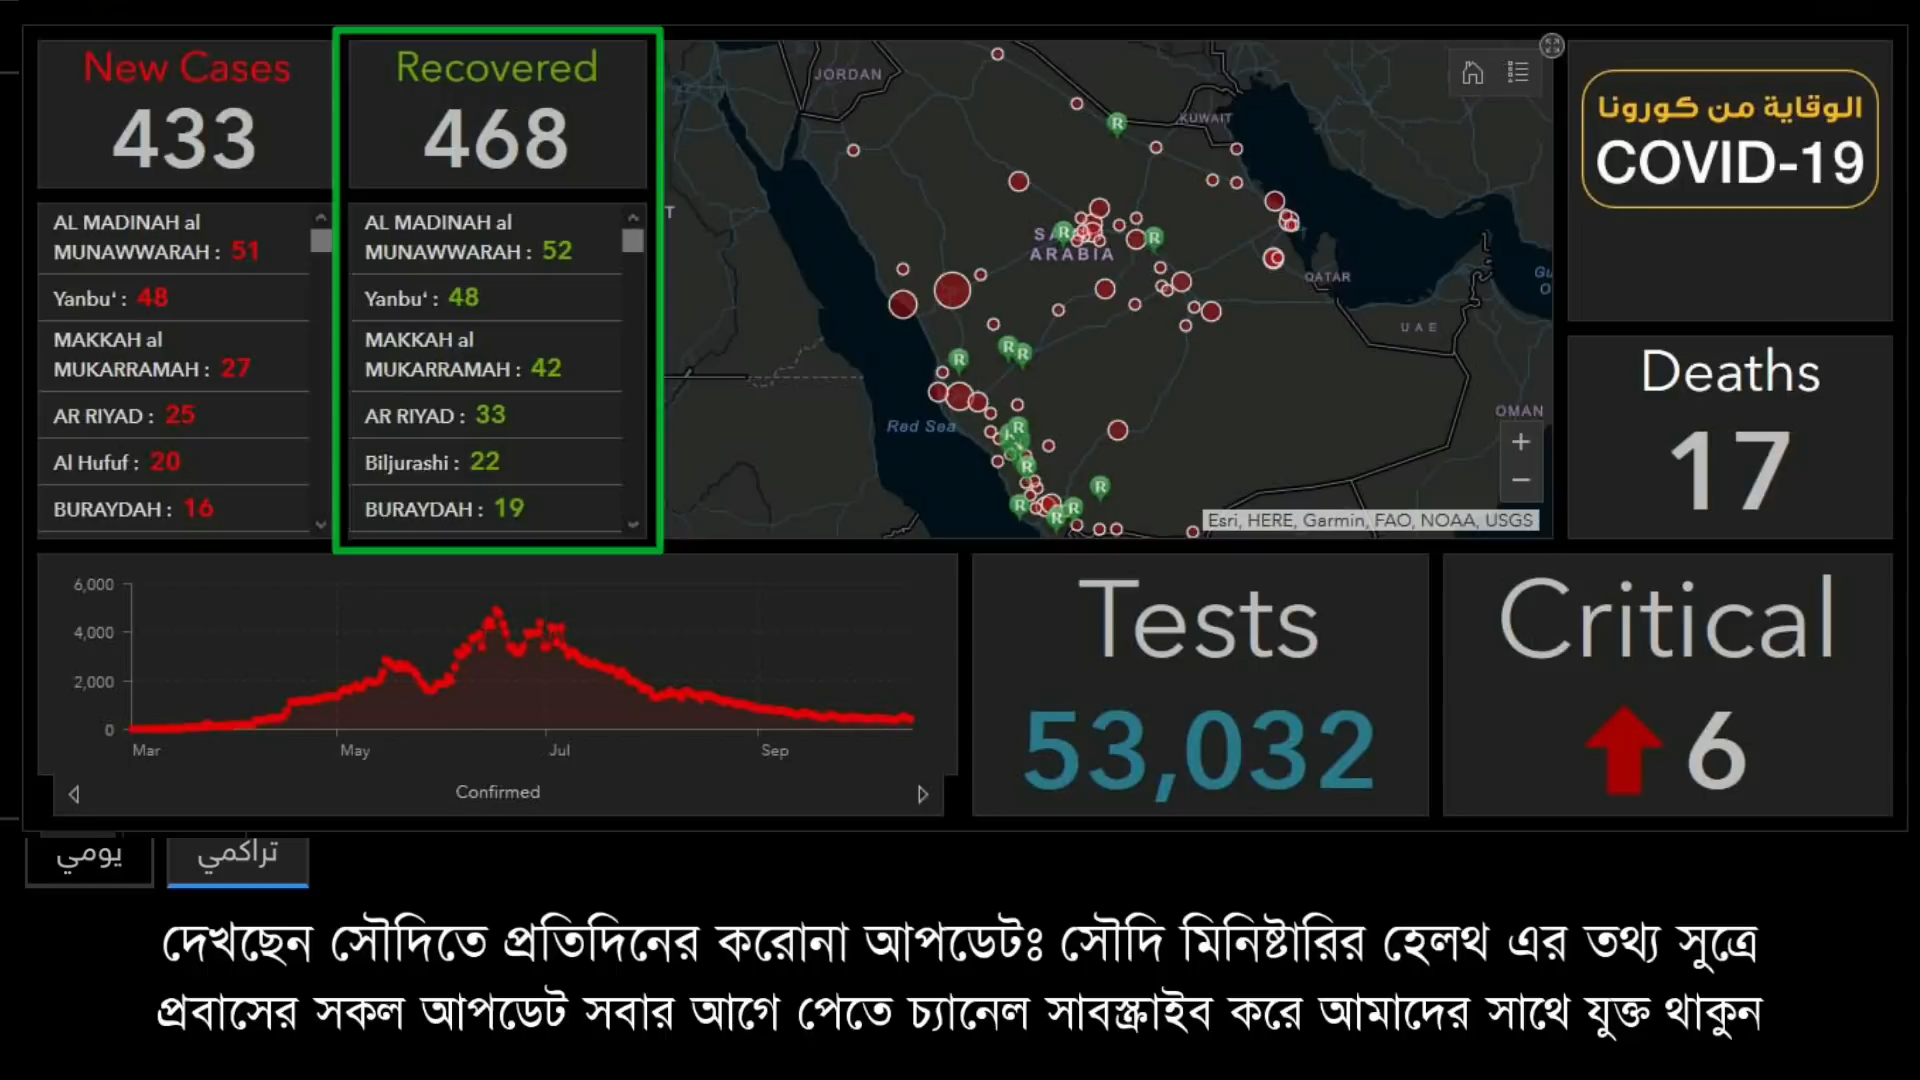 New Cases
433
AL MADINAH al
MUNAWWARAH : 51
Yanbu‘ : 48
MAKKAH al
MUKARRAMAH : 27
AR RIYAD : 25
Al Hufuf : 20
BURAYDAH : 16
Recovered
468
AL MADINAH al
MUNAWWARAH : 52
Yanbu‘ : 48
MAKKAH al
MUKARRAMAH : 42
AR RIYAD : 33
Biljurashi : 22
BURAYDAH : 19
JORDAN
KUWAIT
ARABIA
QATAR
UAE
OMAN
Red Sea
R
Esri, HERE, Garmin, FAO, NOAA, USGS
الوقاية من كورونا
COVID-19
Deaths
17
6,000
4,000
2,000
0
Mar May Jul Sep
Confirmed
Tests
53,032
Critical
6
يومي
تراكمي
দেখছেন সৌদিতে প্রতিদিনের করোনা আপডেটঃ সৌদি মিনিষ্টারির হেলথ এর তথ্য সুত্রে
প্রবাসের সকল আপডেট সবার আগে পেতে চ্যানেল সাবস্ক্রাইব করে আমাদের সাথে যুক্ত থাকুন